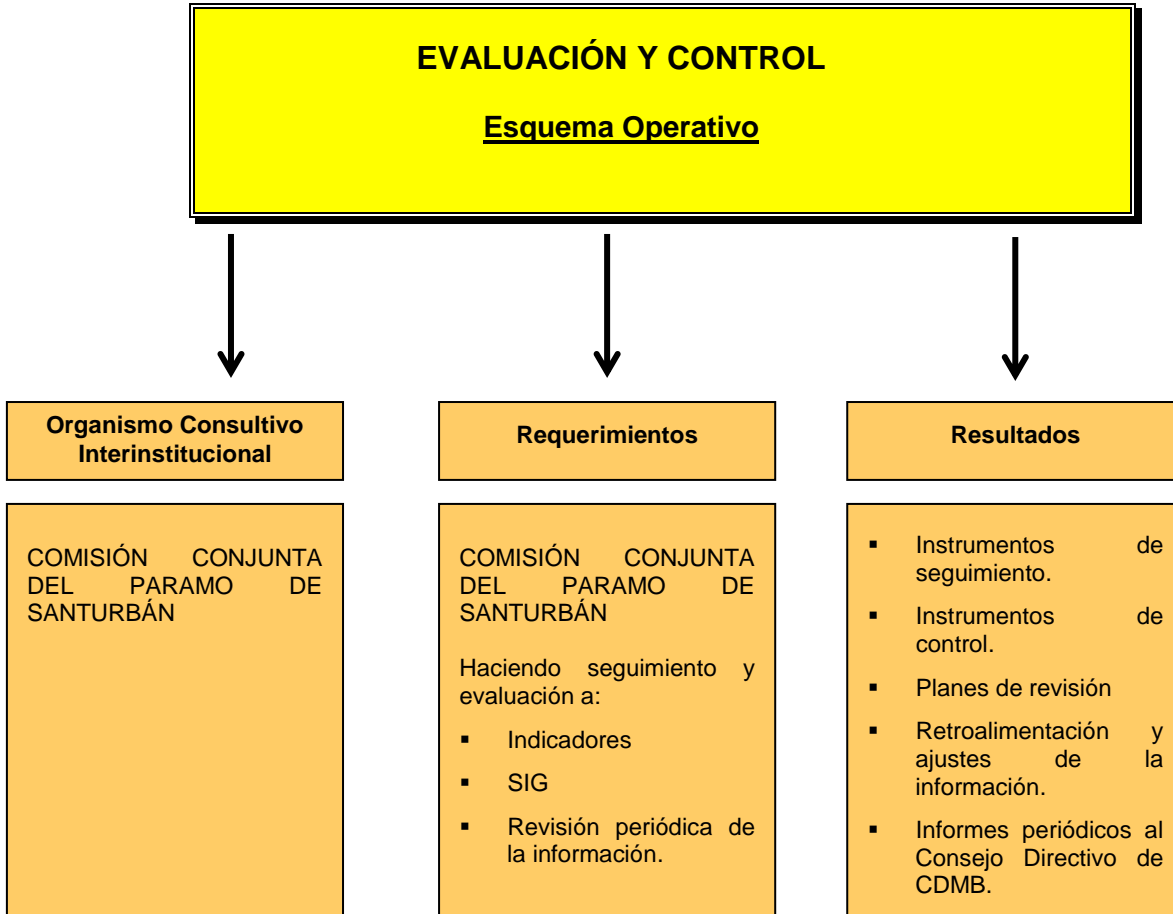 EVALUACIÓN Y CONTROL
Esquema Operativo
Organismo Consultivo
Interinstitucional
COMISIÓN CONJUNTA
DEL PARAMO DE
SANTURBÁN
Requerimientos
COMISIÓN CONJUNTA
DEL PARAMO DE
SANTURBÁN
Haciendo seguimiento y
evaluación a:
▪ Indicadores
▪ SIG
▪ Revisión periódica de
la información.
Resultados
▪ Instrumentos de
seguimiento.
▪ Instrumentos de
control.
▪ Planes de revisión
▪ Retroalimentación y
ajustes de la
información.
▪ Informes periódicos al
Consejo Directivo de
CDMB.